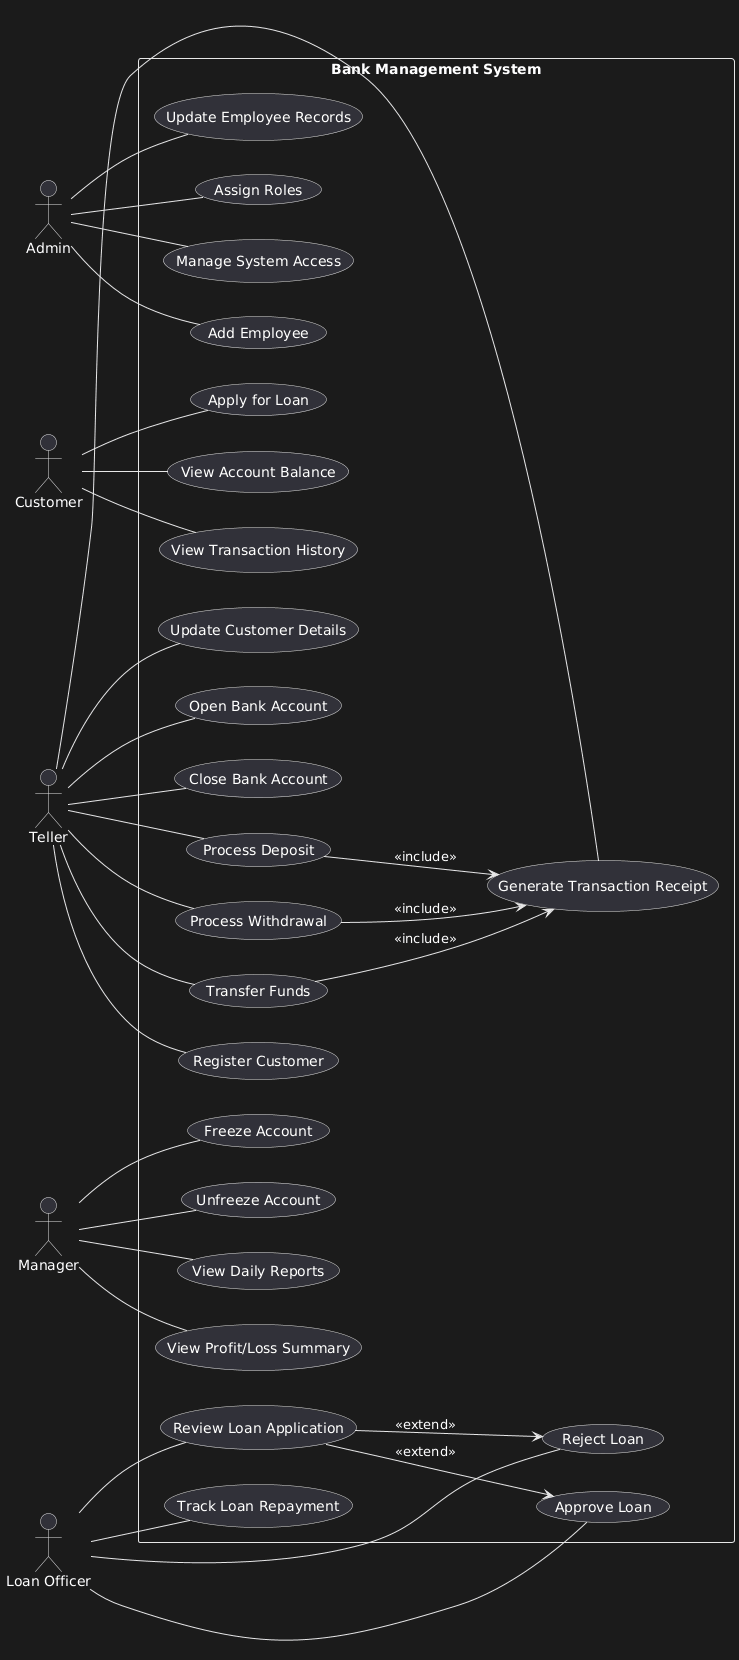 Bank Management System
Update Employee Records
Assign Roles
Manage System Access
Admin
Add Employee
Apply for Loan
View Account Balance
Customer
View Transaction History
Update Customer Details
Open Bank Account
Close Bank Account
Teller
Process Deposit
«include»
Generate Transaction Receipt
Process Withdrawal
«include»
«include»
Transfer Funds
Register Customer
Freeze Account
Unfreeze Account
Manager
View Daily Reports
View Profit/Loss Summary
Review Loan Application
«extend»
Reject Loan
«extend»
Track Loan Repayment
Approve Loan
Loan Officer